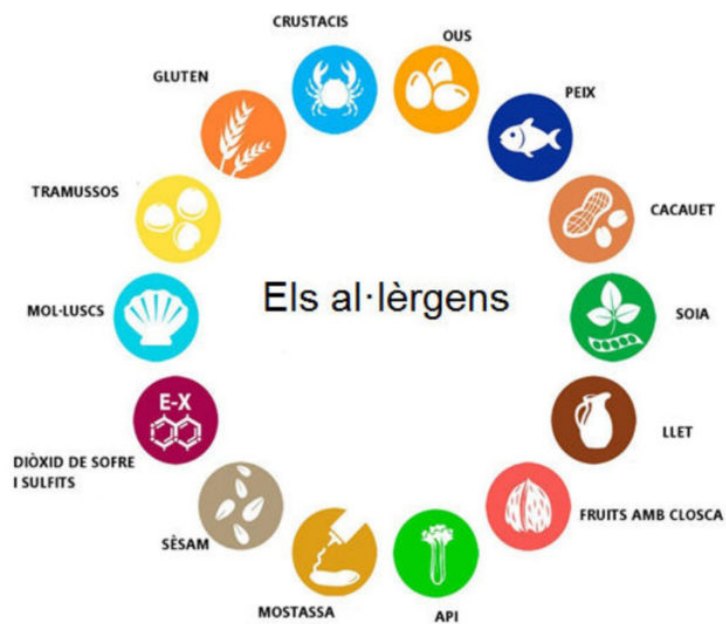 CRUSTACIS
OUS
GLUTEN
PEIX
TRAMUSSOS
CACAUET
Els al·lèrgens
MOL·LUSCS
SOIA
E-X
LLET
DIÒXID DE SOFRE
I SULFITS
FRUITS AMB CLOSCA
SÈSAM
MOSTASSA
API